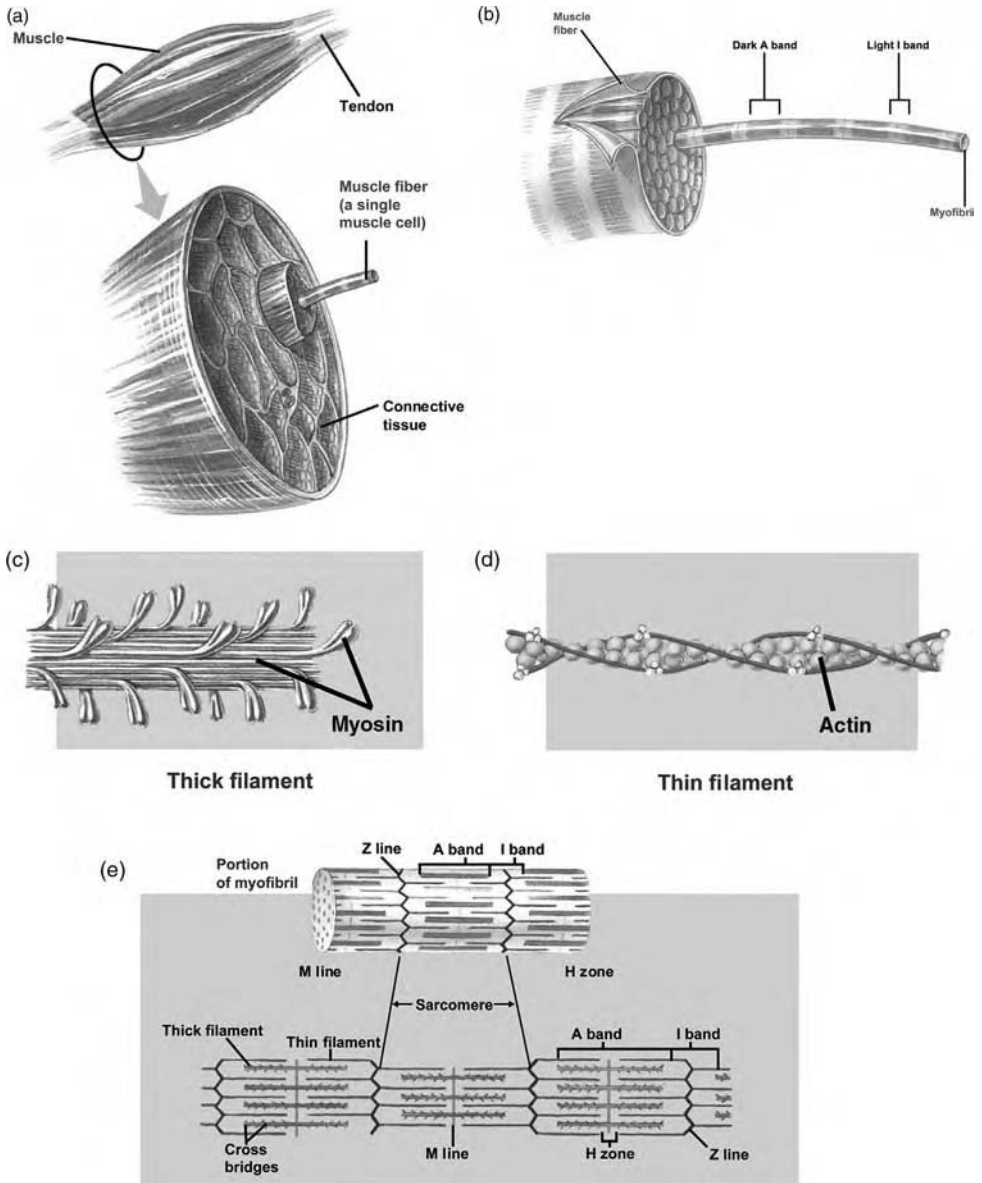 (a)
Muscle
Tendon
Muscle fiber
(a single
muscle cell)
Connective
tissue
(b)
Muscle
fiber
Dark A band
Light I band
Myofibril
(c)
Myosin
Thick filament
(d)
Actin
Thin filament
(e)
Portion
of myofibril
Z line
A band
I band
M line
H zone
Sarcomere
Thick filament
Thin filament
A band
I band
Cross
bridges
M line
H zone
Z line